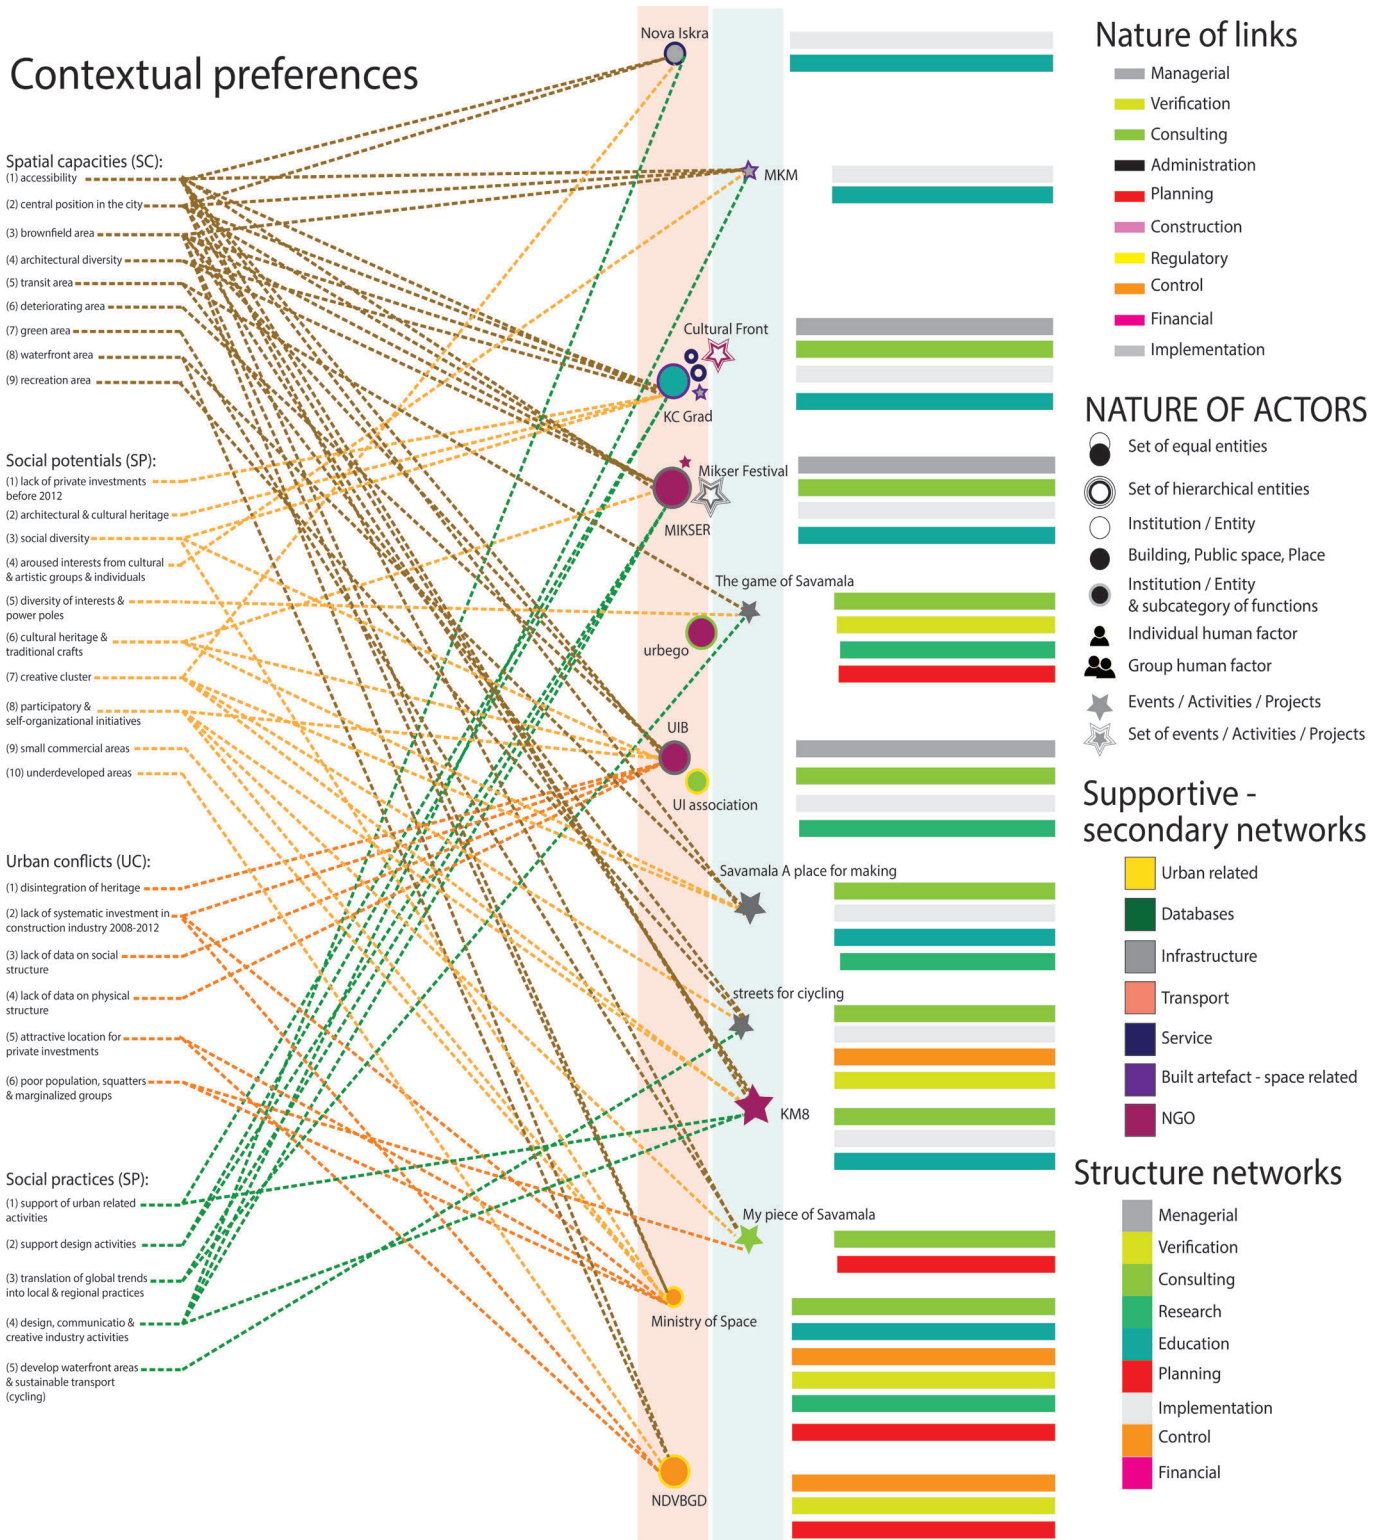 Contextual preferences
Spatial capacities (SC):
(1) accessibility
(2) central position in the city
(3) brownfield area
(4) architectural diversity
(5) transit area
(6) deteriorating area
(7) green area
(8) waterfront area
(9) recreation area
Social potentials (SP):
(1) lack of private investments
before 2012
(2) architectural & cultural heritage
(3) social diversity
(4) aroused interests from cultural
& artistic groups & individuals
(5) diversity of interests &
power poles
(6) cultural heritage &
traditional crafts
(7) creative cluster
(8) participatory &
self-organizational initiatives
(9) small commercial areas
(10) underdeveloped areas
Urban conflicts (UC):
(1) disintegration of heritage
(2) lack of systematic investment in
construction industry 2008-2012
(3) lack of data on social
structure
(4) lack of data on physical
structure
(5) attractive location for
private investments
(6) poor population, squatters
& marginalized groups
Social practices (SP):
(1) support of urban related
activities
(2) support design activities
(3) translation of global trends
into local & regional practices
(4) design, communicatio &
creative industry activities
(5) develop waterfront areas
& sustainable transport
(cycling)
Nova Iskra
MKM
Cultural Front
KC Grad
Mikser Festival
MIKSER
The game of Savamala
urbego
UIB
UI association
Savamala A place for making
streets for ciycling
KM8
My piece of Savamala
Ministry of Space
NDVBGD
Nature of links
Managerial
Verification
Consulting
Administration
Planning
Construction
Regulatory
Control
Financial
Implementation
NATURE OF ACTORS
Set of equal entities
Set of hierarchical entities
Institution / Entity
Building, Public space, Place
Institution / Entity
& subcategory of functions
Individual human factor
Group human factor
Events / Activities / Projects
Set of events / Activities / Projects
Supportive -
secondary networks
Urban related
Databases
Infrastructure
Transport
Service
Built artefact - space related
NGO
Structure networks
Menagerial
Verification
Consulting
Research
Education
Planning
Implementation
Control
Financial